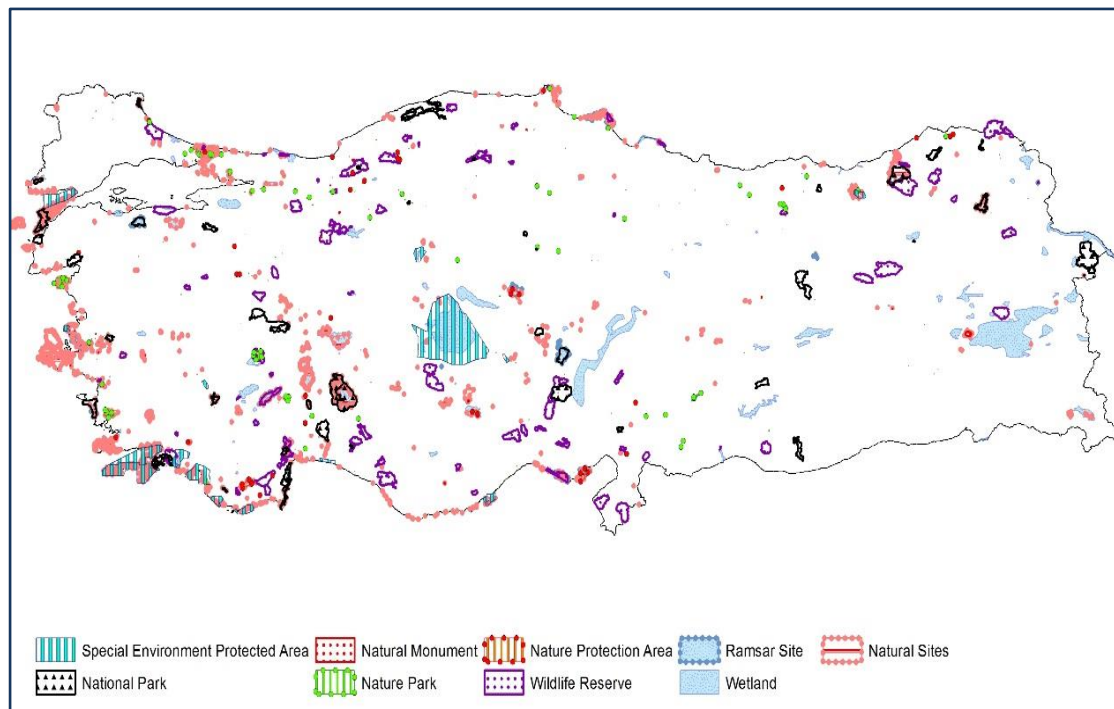 Special Environment Protected Area Natural Monument Nature Protection Area Ramsar Site Natural Sites
National Park Nature Park Wildlife Reserve Wetland